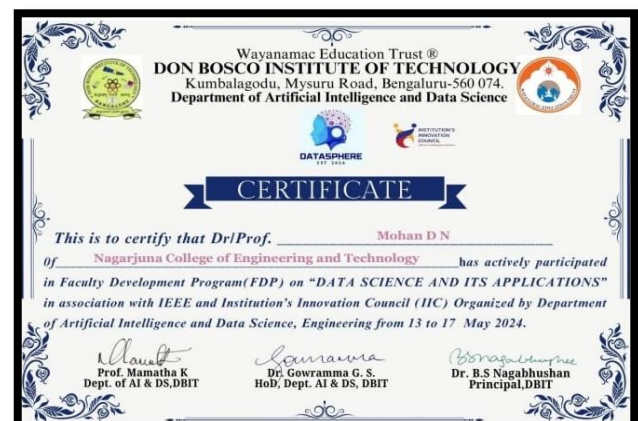 Wayanamac Education Trust ®
DON BOSCO INSTITUTE OF TECHNOLOGY
Kumbalagodu, Mysuru Road, Bengaluru-560 074.
Department of Artificial Intelligence and Data Science
DATASPHERE
EST 2024
INSTITUTION'S
INNOVATION
COUNCIL
CERTIFICATE
This is to certify that Dr/Prof. Mohan D N
Of Nagarjuna College of Engineering and Technology has actively participated
in Faculty Development Program(FDP) on “DATA SCIENCE AND ITS APPLICATIONS”
in association with IEEE and Institution's Innovation Council (IIC) Organized by Department
of Artificial Intelligence and Data Science, Engineering from 13 to 17 May 2024.
Prof. Mamatha K
Dept. of AI & DS,DBIT
Dr. Gowramma G. S.
HoD, Dept. AI & DS, DBIT
Dr. B.S Nagabhushan
Principal,DBIT